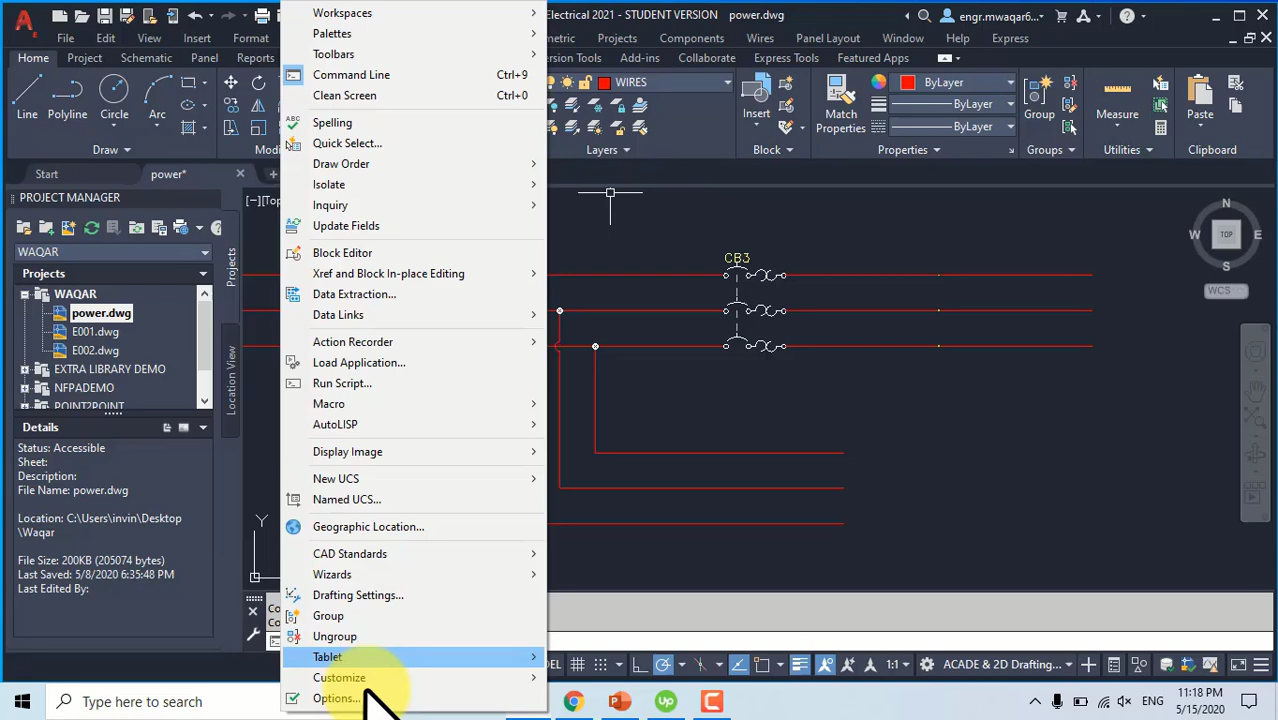 Electrical 2021 - STUDENT VERSION power.dwg
engr.mwaqar6...
File Edit View Insert Format
Projects Components Wires Panel Layout
Window Help Express
Home Project Schematic Panel
Add-ins Collaborate Express Tools Featured Apps
Line Polyline Circle Arc
Draw
WIRES
Layers
Insert
Block
Match
Properties
ByLayer
ByLayer
ByLayer
Properties
Group
Groups
Measure
Utilities
Paste
Clipboard
Start power*
PROJECT MANAGER
WAQAR
Projects
WAQAR
power.dwg
E001.dwg
E002.dwg
EXTRA LIBRARY DEMO
NFPADEMO
POINT2POINT
Projects
Location View
Details
Status: Accessible
Sheet:
Description:
File Name: power.dwg
Location: C:\Users\invin\Desktop
\Waqar
File Size: 200KB (205074 bytes)
Last Saved: 5/8/2020 6:35:48 PM
Last Edited By:
Workspaces
Palettes
Toolbars
Command Line Ctrl+9
Clean Screen Ctrl+0
ABC
Spelling
Quick Select...
Draw Order
Isolate
Inquiry
Update Fields
Block Editor
Xref and Block In-place Editing
Data Extraction...
Data Links
Action Recorder
Load Application...
Run Script...
Macro
AutoLISP
Display Image
New UCS
Named UCS...
Geographic Location...
CAD Standards
Wizards
Drafting Settings...
Group
Ungroup
Tablet
Customize
Options...
CB3
N
W TOP E
S
WCS
Y
1:1
ACADE & 2D Drafting...
Type here to search
Up
ENG
11:18 PM
5/15/2020